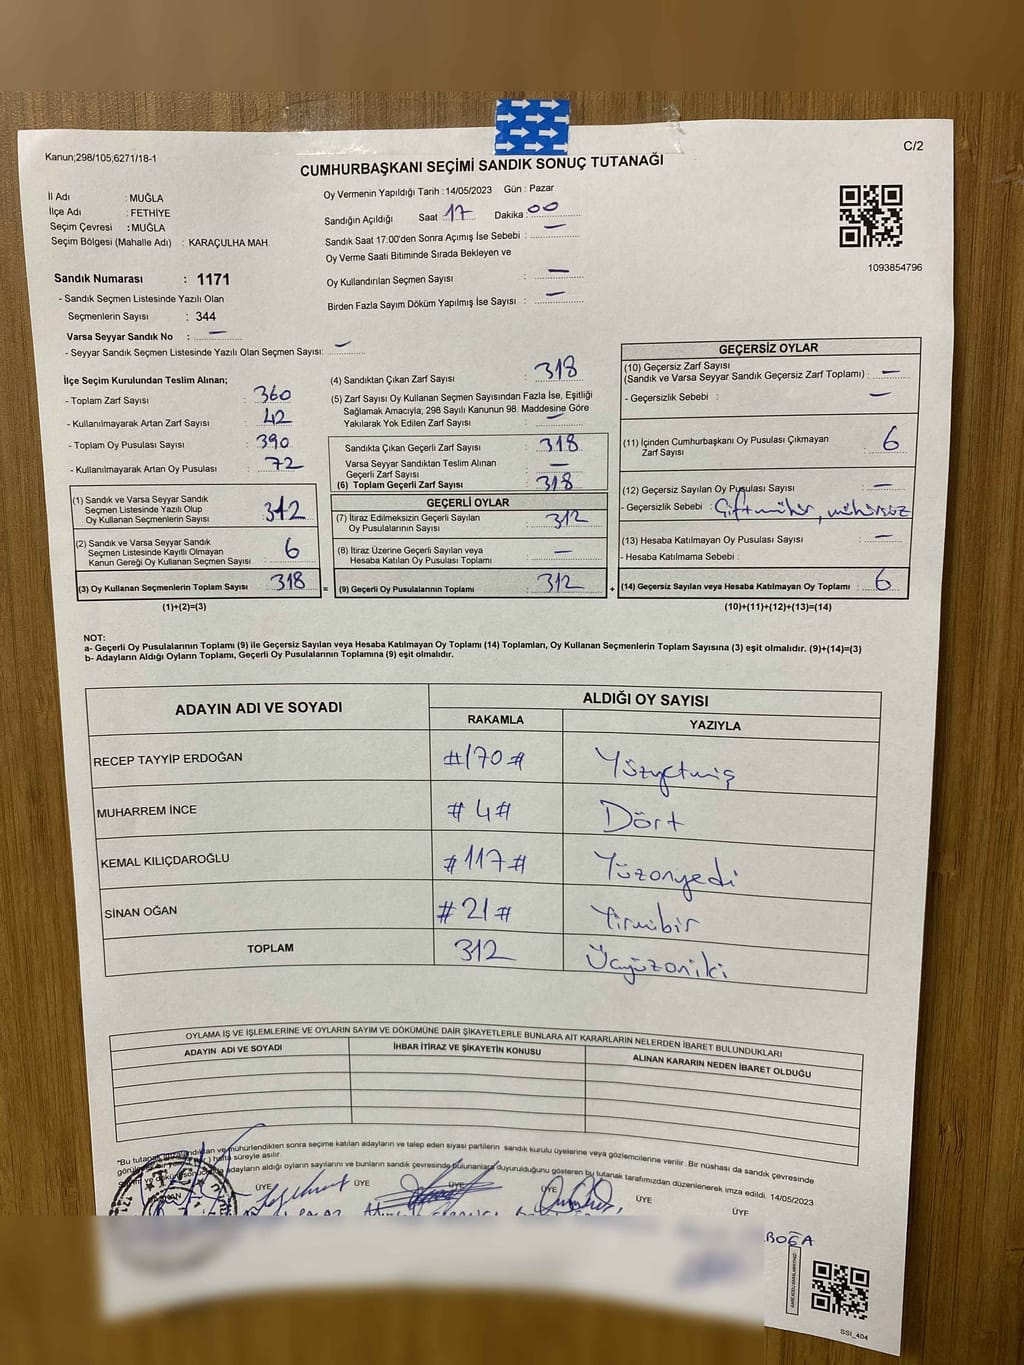 Kanun;298/105;6271/18-1
C/2
CUMHURBAŞKANI SEÇİMİ SANDIK SONUÇ TUTANAĞI
İl Adı : MUĞLA
İlçe Adı : FETHİYE
Seçim Çevresi : MUĞLA
Seçim Bölgesi (Mahalle Adı) : KARAÇULHA MAH.
Oy Vermenin Yapıldığı Tarih : 14/05/2023 Gün : Pazar
Sandığın Açıldığı Saat 17 Dakika : 00
Sandık Saat 17:00'den Sonra Açımış İse Sebebi : —
Oy Verme Saati Bitiminde Sırada Bekleyen ve
Oy Kullandırılan Seçmen Sayısı : —
Birden Fazla Sayım Döküm Yapılmış İse Sayısı : —
1093854796
Sandık Numarası : 1171
- Sandık Seçmen Listesinde Yazılı Olan
Seçmenlerin Sayısı : 344
Varsa Seyyar Sandık No : —
- Seyyar Sandık Seçmen Listesinde Yazılı Olan Seçmen Sayısı: —
İlçe Seçim Kurulundan Teslim Alınan;
- Toplam Zarf Sayısı : 360
- Kullanılmayarak Artan Zarf Sayısı : 42
- Toplam Oy Pusulası Sayısı : 390
- Kullanılmayarak Artan Oy Pusulası : 72
(1) Sandık ve Varsa Seyyar Sandık
Seçmen Listesinde Yazılı Olup
Oy Kullanan Seçmenlerin Sayısı : 312
(2) Sandık ve Varsa Seyyar Sandık
Seçmen Listesinde Kayıtlı Olmayan
Kanun Gereği Oy Kullanan Seçmen Sayısı : 6
(3) Oy Kullanan Seçmenlerin Toplam Sayısı : 318
(1)+(2)=(3)
(4) Sandıktan Çıkan Zarf Sayısı : 318
(5) Zarf Sayısı Oy Kullanan Seçmen Sayısından Fazla İse, Eşitliği
Sağlamak Amacıyla; 298 Sayılı Kanunun 98. Maddesine Göre
Yakılarak Yok Edilen Zarf Sayısı : —
Sandıkta Çıkan Geçerli Zarf Sayısı : 318
Varsa Seyyar Sandıktan Teslim Alınan
Geçerli Zarf Sayısı : —
(6) Toplam Geçerli Zarf Sayısı : 318
GEÇERLİ OYLAR
(7) İtiraz Edilmeksizin Geçerli Sayılan
Oy Pusulalarının Sayısı : 312
(8) İtiraz Üzerine Geçerli Sayılan veya
Hesaba Katılan Oy Pusulası Toplamı : —
= (9) Geçerli Oy Pusulalarının Toplamı : 312
GEÇERSİZ OYLAR
(10) Geçersiz Zarf Sayısı
(Sandık ve Varsa Seyyar Sandık Geçersiz Zarf Toplamı) : —
- Geçersizlik Sebebi : —
(11) İçinden Cumhurbaşkanı Oy Pusulası Çıkmayan
Zarf Sayısı : 6
(12) Geçersiz Sayılan Oy Pusulası Sayısı : —
- Geçersizlik Sebebi : Çiftmühür, mühürsüz
(13) Hesaba Katılmayan Oy Pusulası Sayısı : —
- Hesaba Katılmama Sebebi :
+ (14) Geçersiz Sayılan veya Hesaba Katılmayan Oy Toplamı : 6
(10)+(11)+(12)+(13)=(14)
NOT:
a- Geçerli Oy Pusulalarının Toplamı (9) ile Geçersiz Sayılan veya Hesaba Katılmayan Oy Toplamı (14) Toplamları, Oy Kullanan Seçmenlerin Toplam Sayısına (3) eşit olmalıdır. (9)+(14)=(3)
b- Adayların Aldığı Oyların Toplamı, Geçerli Oy Pusulalarının Toplamına (9) eşit olmalıdır.
ADAYIN ADI VE SOYADI ALDIĞI OY SAYISI
RAKAMLA YAZIYLA
RECEP TAYYİP ERDOĞAN #170# Yüzyetmiş
MUHARREM İNCE #4# Dört
KEMAL KILIÇDAROĞLU #117# Yüzonyedi
SİNAN OĞAN #21# Yirmibir
TOPLAM 312 Üçyüzoniki
OYLAMA İŞ VE İŞLEMLERİNE VE OYLARIN SAYIM VE DÖKÜMÜNE DAİR ŞİKAYETLERLE BUNLARA AİT KARARLARIN NELERDEN İBARET BULUNDUKLARI
ADAYIN ADI VE SOYADI İHBAR İTİRAZ VE ŞİKAYETİN KONUSU ALINAN KARARIN NEDEN İBARET OLDUĞU
*Bu tutanak mühürlendikten sonra seçime katılan adayların ve talep eden siyasi partilerin sandık kurulu üyelerine veya gözlemcilerine verilir. Bir nüshası da sandık çevresinde
hafta süreyle asılır.
adayların aldığı oyların sayılarını ve bunların sandık çevresinde bulunanlara duyurulduğunu gösteren bu tutanak tarafımızdan düzenlenerek imza edildi. 14/05/2023
ÜYE ÜYE ÜYE ÜYE ÜYE ÜYE
BOĞA
SSİ_404